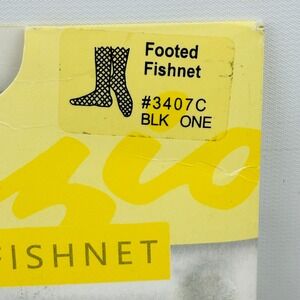 Footed
Fishnet
#3407C
BLK ONE
FISHNET